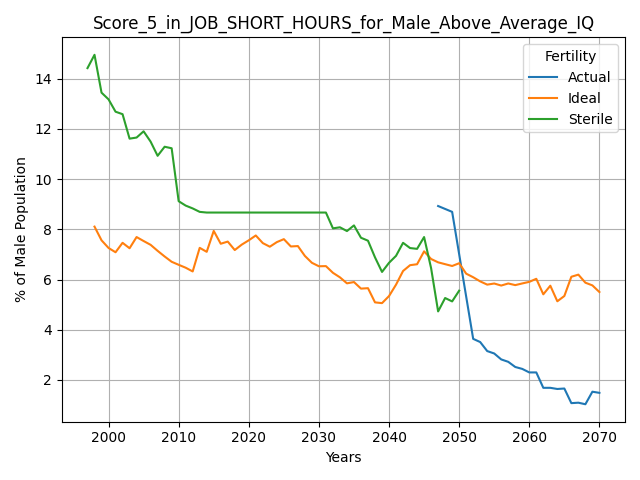 Score_5_in_JOB_SHORT_HOURS_for_Male_Above_Average_IQ
Fertility
Actual
Ideal
Sterile
% of Male Population
14
12
10
8
6
4
2
2000 2010 2020 2030 2040 2050 2060 2070
Years